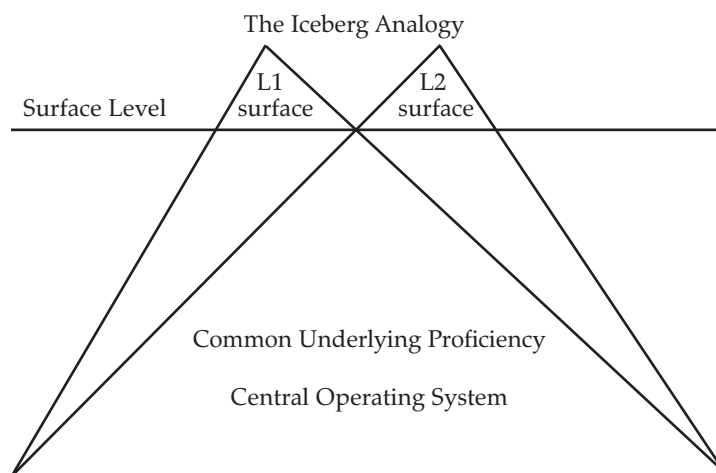 The Iceberg Analogy
L1
surface
L2
surface
Surface Level
Common Underlying Proficiency
Central Operating System